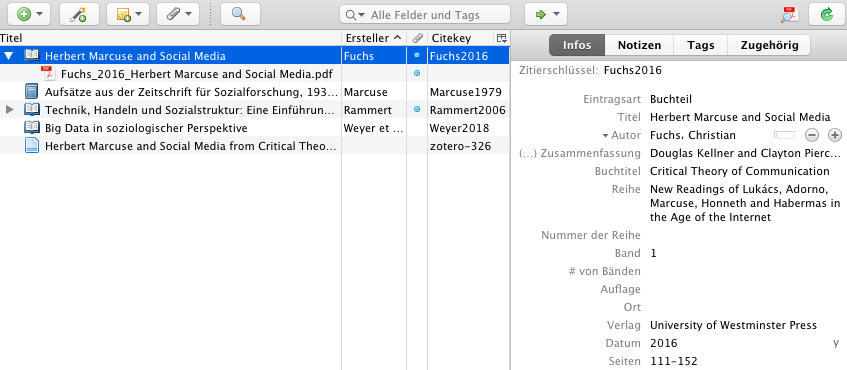 Alle Felder und Tags
Titel Ersteller Citekey
Herbert Marcuse and Social Media Fuchs Fuchs2016
Fuchs_2016_Herbert Marcuse and Social Media.pdf
Aufsätze aus der Zeitschrift für Sozialforschung, 193... Marcuse Marcuse1979
Technik, Handeln und Sozialstruktur: Eine Einführun... Rammert Rammert2006
Big Data in soziologischer Perspektive Weyer et ... Weyer2018
Herbert Marcuse and Social Media from Critical Theo... zotero-326
Infos Notizen Tags Zugehörig
Zitierschlüssel: Fuchs2016
Eintragsart Buchteil
Titel Herbert Marcuse and Social Media
Autor Fuchs, Christian
(...) Zusammenfassung Douglas Kellner and Clayton Pierc...
Buchtitel Critical Theory of Communication
Reihe New Readings of Lukács, Adorno,
Marcuse, Honneth and Habermas in
the Age of the Internet
Nummer der Reihe
Band 1
# von Bänden
Auflage
Ort
Verlag University of Westminster Press
Datum 2016 y
Seiten 111-152